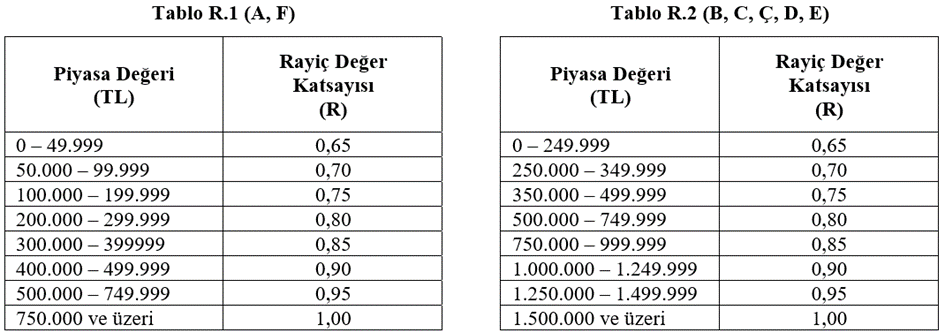 Tablo R.1 (A, F)
Piyasa Değeri
(TL)
Rayiç Değer
Katsayısı
(R)
0 – 49.999 0,65
50.000 – 99.999 0,70
100.000 – 199.999 0,75
200.000 – 299.999 0,80
300.000 – 399999 0,85
400.000 – 499.999 0,90
500.000 – 749.999 0,95
750.000 ve üzeri 1,00
Tablo R.2 (B, C, Ç, D, E)
Piyasa Değeri
(TL)
Rayiç Değer
Katsayısı
(R)
0 – 249.999 0,65
250.000 – 349.999 0,70
350.000 – 499.999 0,75
500.000 – 749.999 0,80
750.000 – 999.999 0,85
1.000.000 – 1.249.999 0,90
1.250.000 – 1.499.999 0,95
1.500.000 ve üzeri 1,00